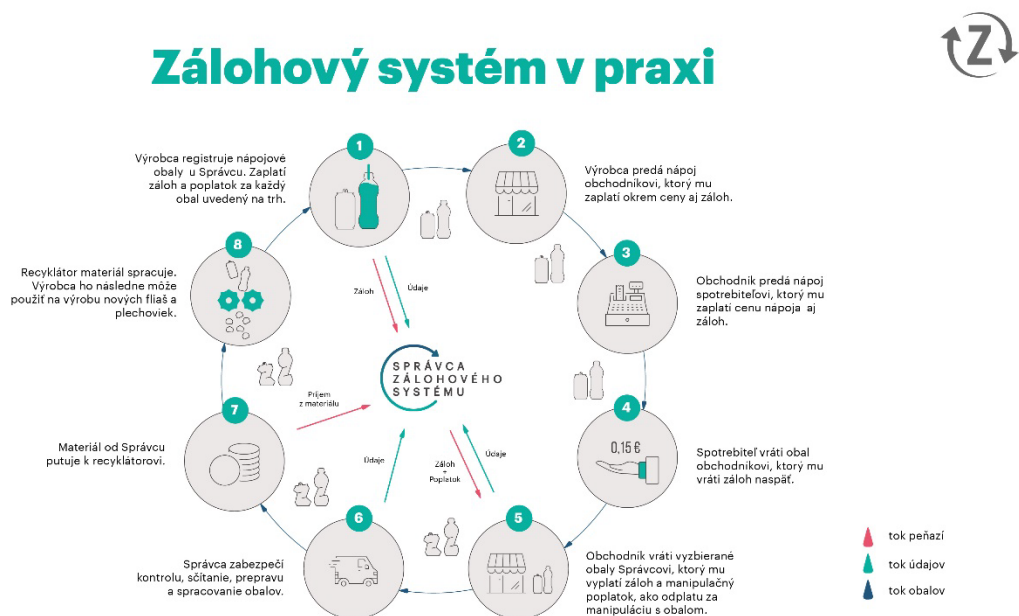 Zálohový systém v praxi
Z
1
Výrobca registruje nápojové
obaly u Správcu. Zaplatí
záloh a poplatok za každý
obal uvedený na trh.
2
Výrobca predá nápoj
obchodníkovi, ktorý mu
zaplatí okrem ceny aj záloh.
3
Obchodník predá nápoj
spotrebiteľovi, ktorý mu
zaplatí cenu nápoja aj
záloh.
4
0,15 €
Spotrebiteľ vráti obal
obchodníkovi, ktorý mu
vráti záloh naspäť.
5
Obchodník vráti vyzbierané
obaly Správcovi, ktorý mu
vyplatí záloh a manipulačný
poplatok, ako odplatu za
manipuláciu s obalom.
6
Správca zabezpečí
kontrolu, sčítanie, prepravu
a spracovanie obalov.
7
Materiál od Správcu
putuje k recyklátorovi.
8
Recyklátor materiál spracuje.
Výrobca ho následne môže
použiť na výrobu nových fliaš a
plechoviek.
Záloh
Údaje
SPRÁVCA
ZÁLOHOVÉHO
SYSTÉMU
Príjem
z materiálu
Údaje
Záloh
+
Poplatok
Údaje
tok peňazí
tok údajov
tok obalov